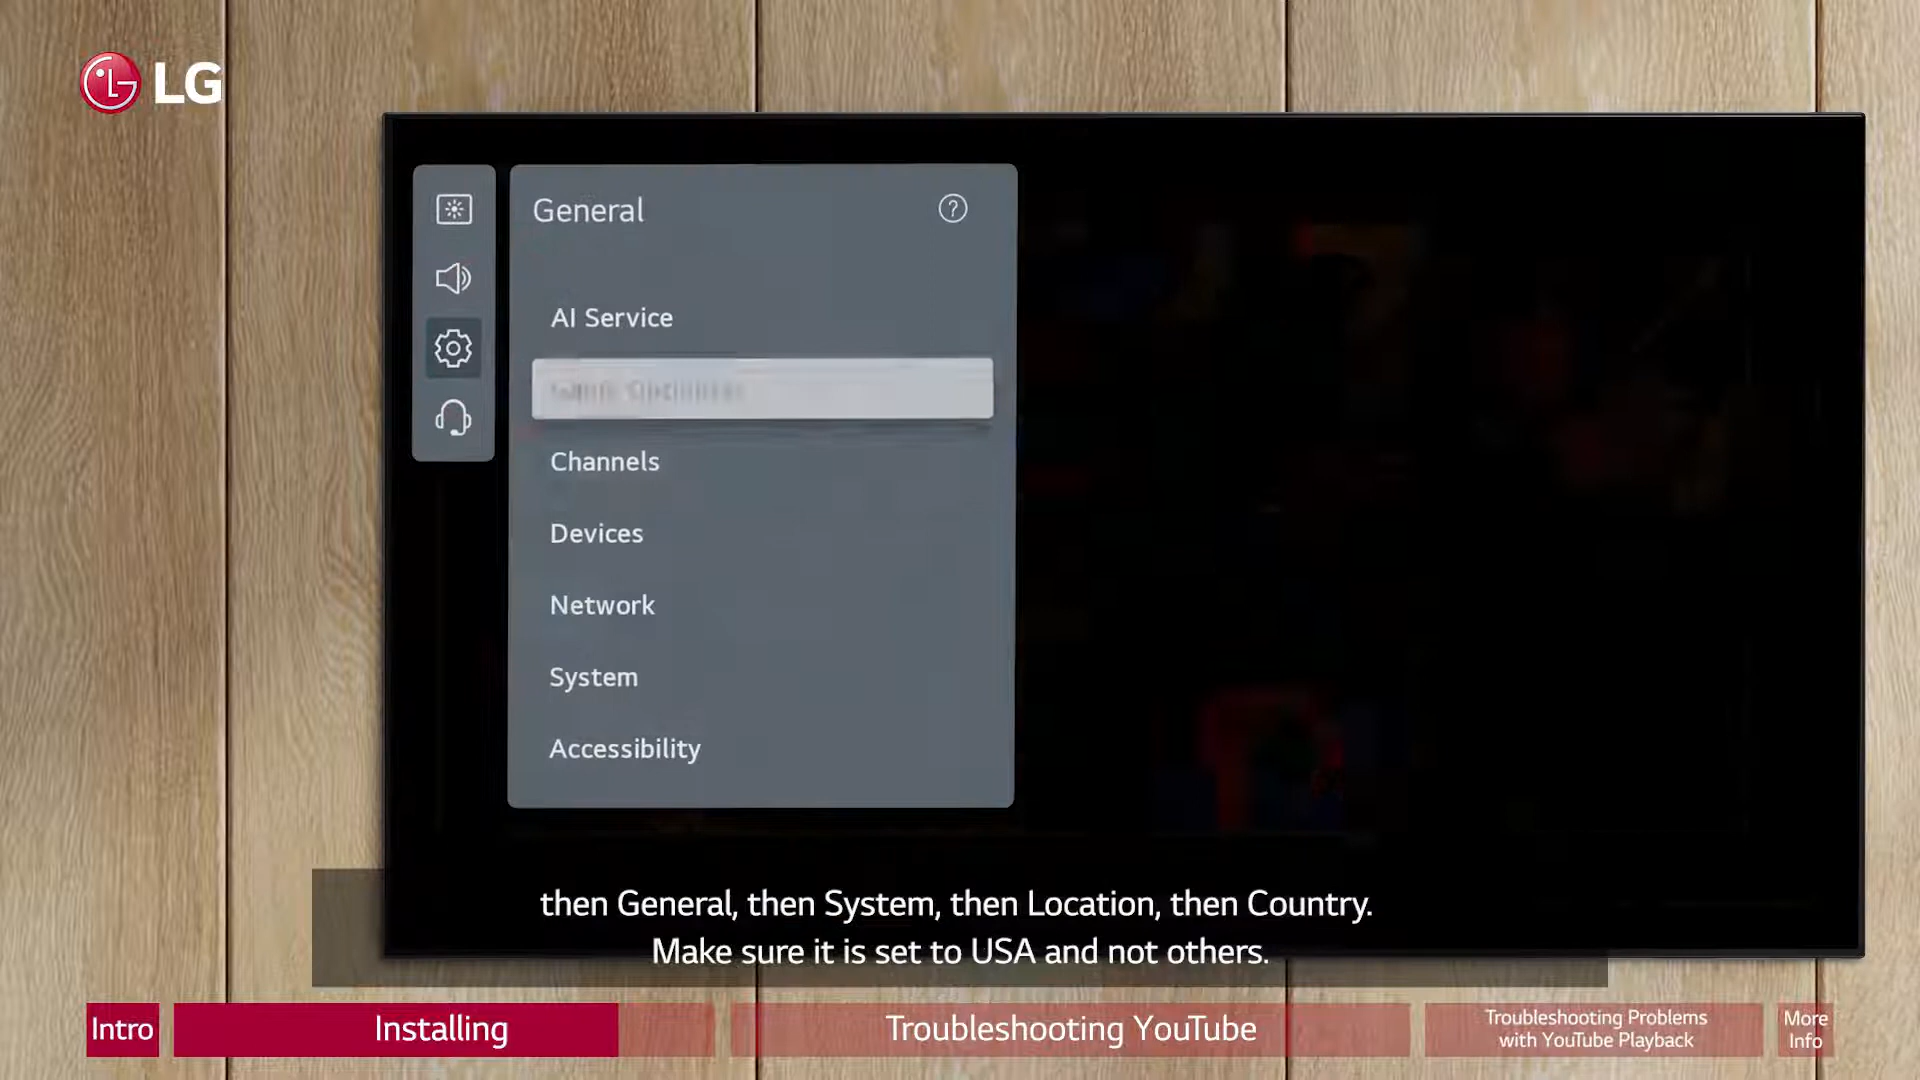 LG
General
AI Service
Channels
Devices
Network
System
Accessibility
then General, then System, then Location, then Country.
Make sure it is set to USA and not others.
Intro
Installing
Troubleshooting YouTube
Troubleshooting Problems
with YouTube Playback
More
Info